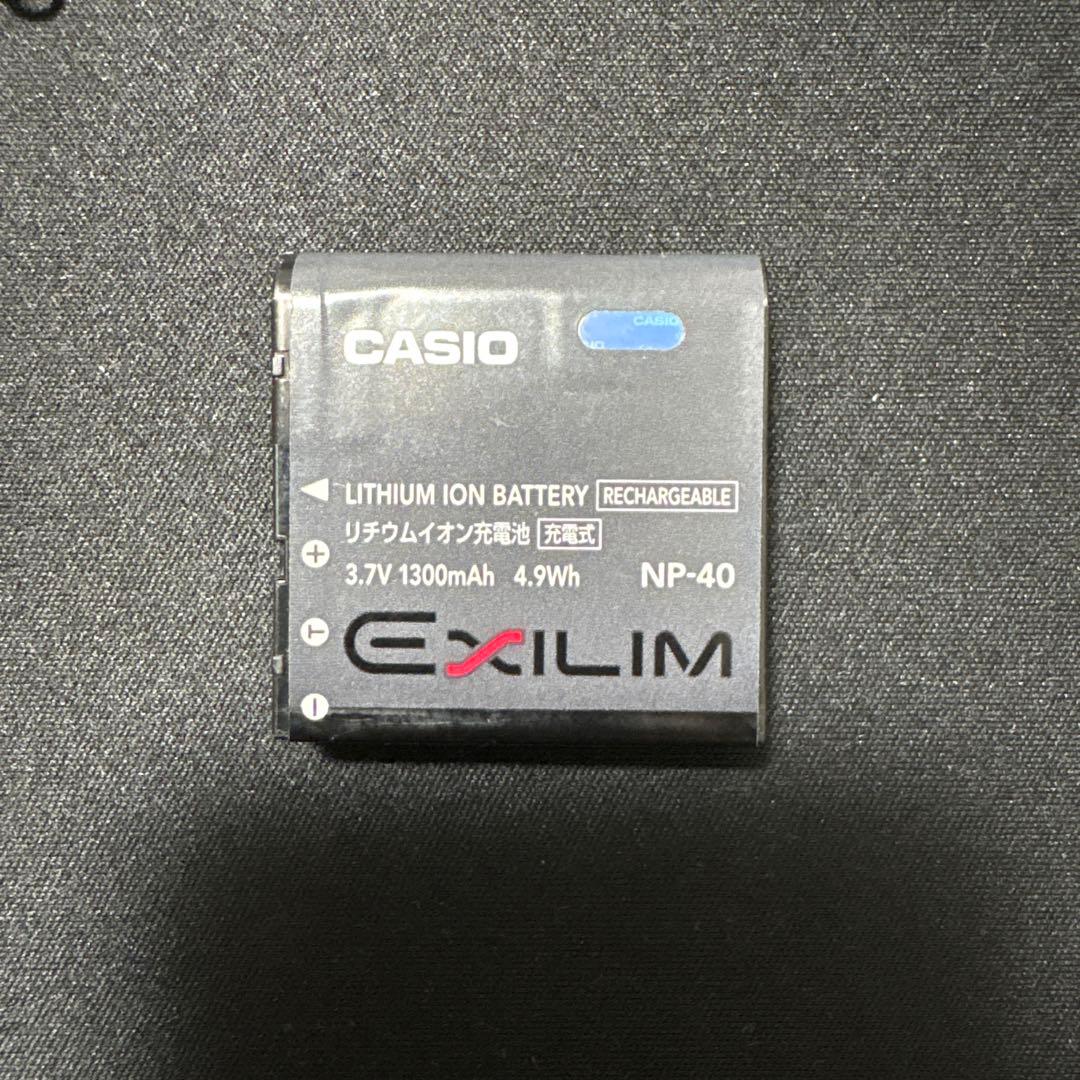 CASIO
CASIO
LITHIUM ION BATTERY RECHARGEABLE
リチウムイオン充電池 充電式
+
3.7V 1300mAh 4.9Wh NP-40
T
EXILIM
−